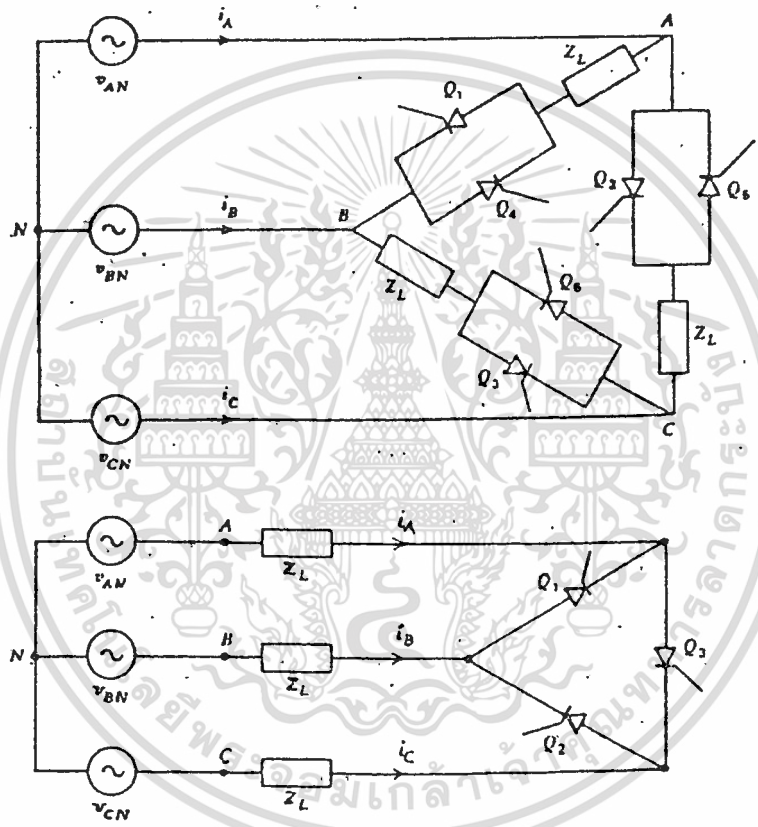 i_A
A
v_AN
Z_L
Q_1
Q_4
Q_5
N
i_B
B
v_BN
Z_L
Q_6
Q_3
Z_L
i_C
C
v_CN
A
Z_L
i_A
v_AN
Q_1
N
B
Z_L
i_B
Q_3
v_BN
Q_2
C
Z_L
i_C
v_CN